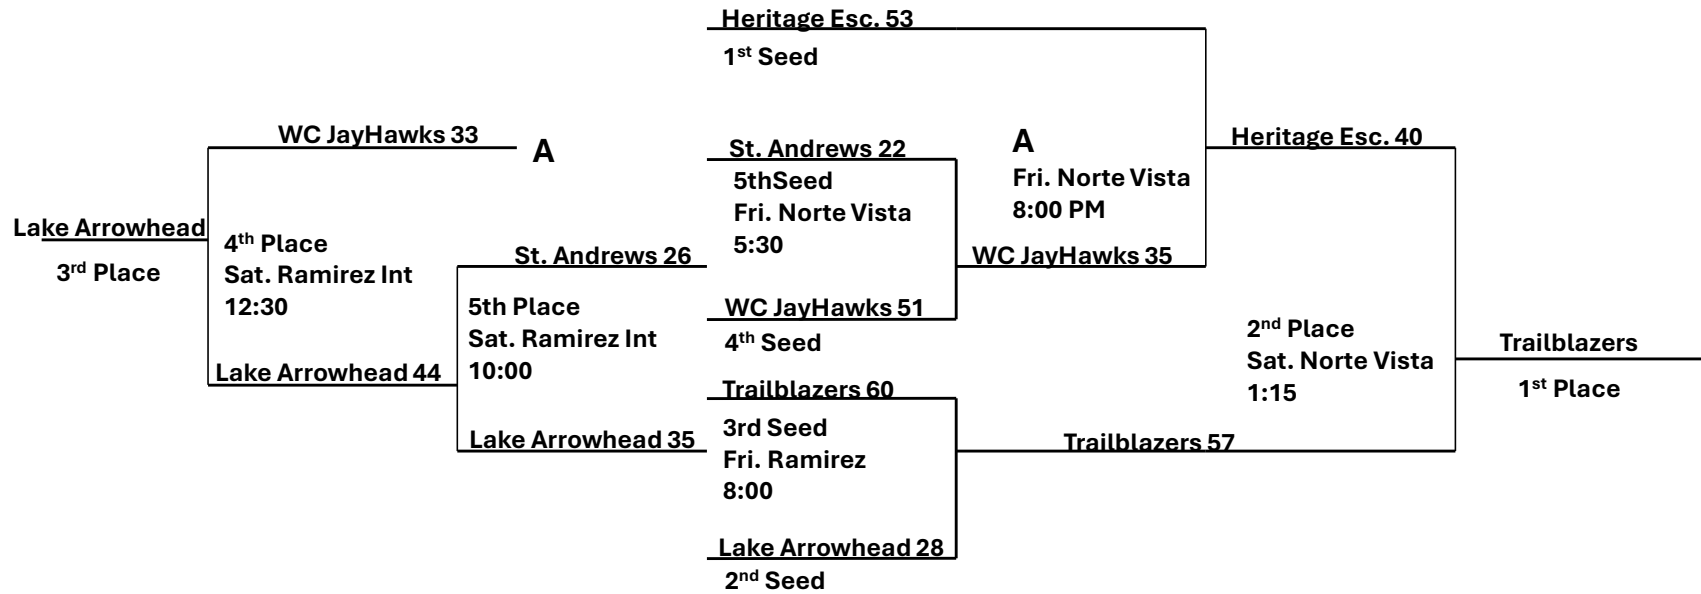 Heritage Esc. 53
1st Seed
WC JayHawks 33
A
St. Andrews 22
A
Heritage Esc. 40
5thSeed
Fri. Norte Vista
5:30
Fri. Norte Vista
8:00 PM
Lake Arrowhead
3rd Place
4th Place
Sat. Ramirez Int
12:30
St. Andrews 26
WC JayHawks 35
5th Place
Sat. Ramirez Int
10:00
WC JayHawks 51
4th Seed
2nd Place
Sat. Norte Vista
1:15
Trailblazers
1st Place
Lake Arrowhead 44
Trailblazers 60
3rd Seed
Fri. Ramirez
8:00
Lake Arrowhead 35
Trailblazers 57
Lake Arrowhead 28
2nd Seed